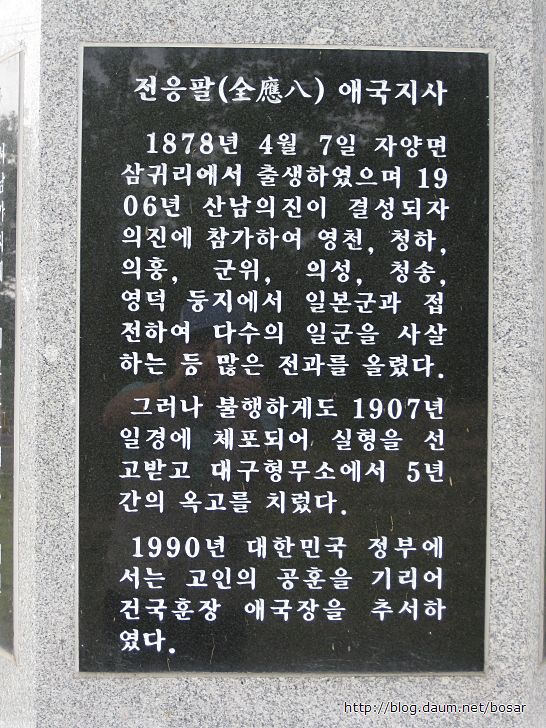 전응팔(全應八) 애국지사
1878년 4월 7일 자양면
삼귀리에서 출생하였으며 19
06년 산남의진이 결성되자
의진에 참가하여 영천, 청하,
의흥, 군위, 의성, 청송,
영덕 등지에서 일본군과 접
전하여 다수의 일군을 사살
하는 등 많은 전과를 올렸다.
그러나 불행하게도 1907년
일경에 체포되어 실형을 선
고받고 대구형무소에서 5년
간의 옥고를 치렀다.
1990년 대한민국 정부에
서는 고인의 공훈을 기리어
건국훈장 애국장을 추서하
였다.
http://blog.daum.net/bosar